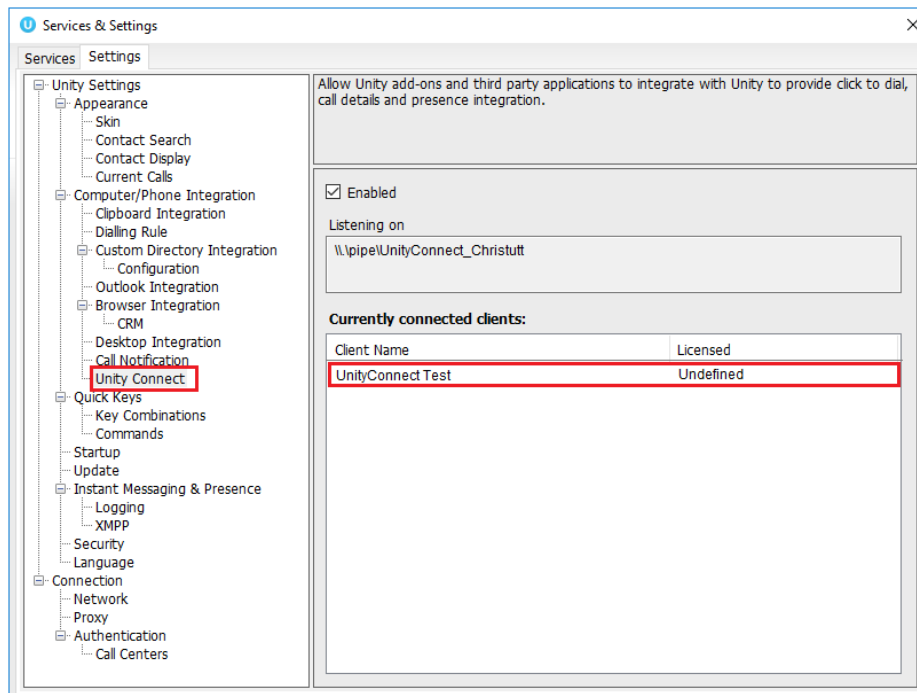 Services & Settings
Services Settings
Unity Settings
Appearance
Skin
Contact Search
Contact Display
Current Calls
Computer/Phone Integration
Clipboard Integration
Dialling Rule
Custom Directory Integration
Configuration
Outlook Integration
Browser Integration
CRM
Desktop Integration
Call Notification
Unity Connect
Quick Keys
Key Combinations
Commands
Startup
Update
Instant Messaging & Presence
Logging
XMPP
Security
Language
Connection
Network
Proxy
Authentication
Call Centers
Allow Unity add-ons and third party applications to integrate with Unity to provide click to dial,
call details and presence integration.
Enabled
Listening on
\\.\pipe\UnityConnect_Christutt
Currently connected clients:
Client Name Licensed
UnityConnect Test Undefined